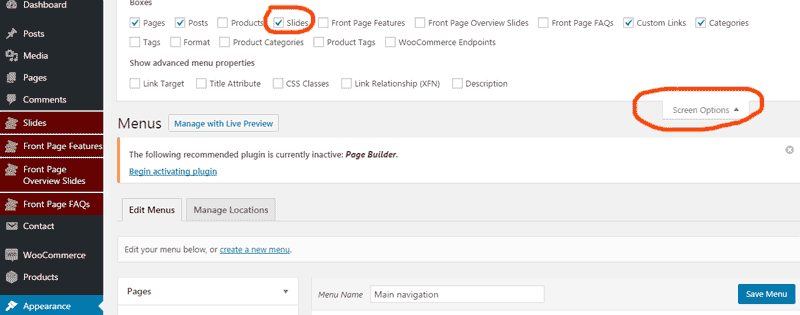 Boxes
Dashboard
Pages Posts Products Slides Front Page Features Front Page Overview Slides Front Page FAQs Custom Links Categories
Tags Format Product Categories Product Tags WooCommerce Endpoints
Show advanced menu properties
Link Target Title Attribute CSS Classes Link Relationship (XFN) Description
Screen Options
Posts
Media
Pages
Comments
Slides
Front Page Features
Front Page
Overview Slides
Front Page FAQs
Contact
WooCommerce
Products
Appearance
Menus Manage with Live Preview
The following recommended plugin is currently inactive: Page Builder.
Begin activating plugin
Edit Menus Manage Locations
Edit your menu below, or create a new menu.
Pages
Menu Name Main navigation Save Menu